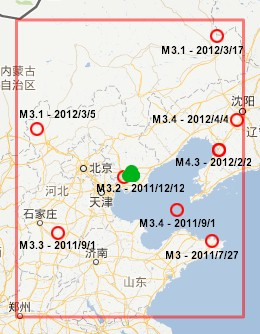 M3.1 - 2012/3/17
内蒙古
自治区
沈阳
M3.1 - 2012/3/5
M3.4 - 2012/4/4
辽宁
M4.3 - 2012/2/2
北京
河北
M3.2 - 2011/12/12
天津
石家庄
M3.4 - 2011/9/1
M3.3 - 2011/9/1
M3 - 2011/7/27
济南
山东
郑州